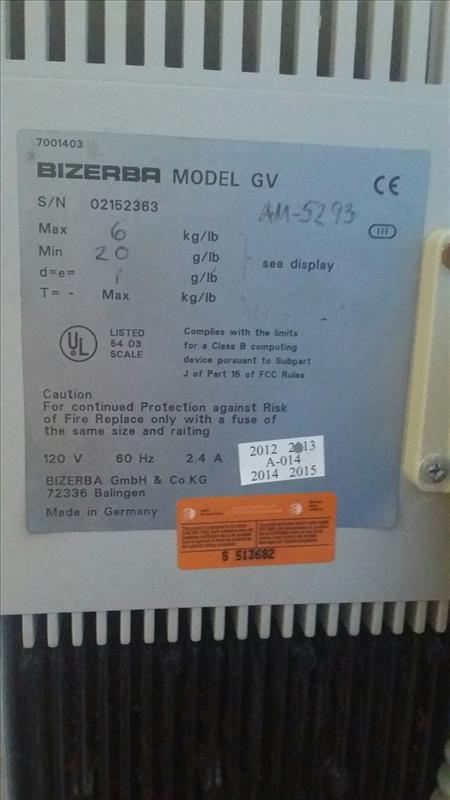 7001403
BIZERBA MODEL GV
CE
S/N 02152363
AM-5293
Max 6 kg/lb
III
Min 20 g/lb
see display
d=e= 1 g/lb
T= - Max kg/lb
UL
LISTED
54 D3
SCALE
Complies with the limits
for a Class B computing
device pursuant to Subpart
J of Part 15 of FCC Rules
Caution
For continued Protection against Risk
of Fire Replace only with a fuse of
the same size and raiting
120 V 60 Hz 2.4 A
2012 2013
A-014
2014 2015
BIZERBA GmbH & Co.KG
72336 Balingen
Made in Germany
S 513682